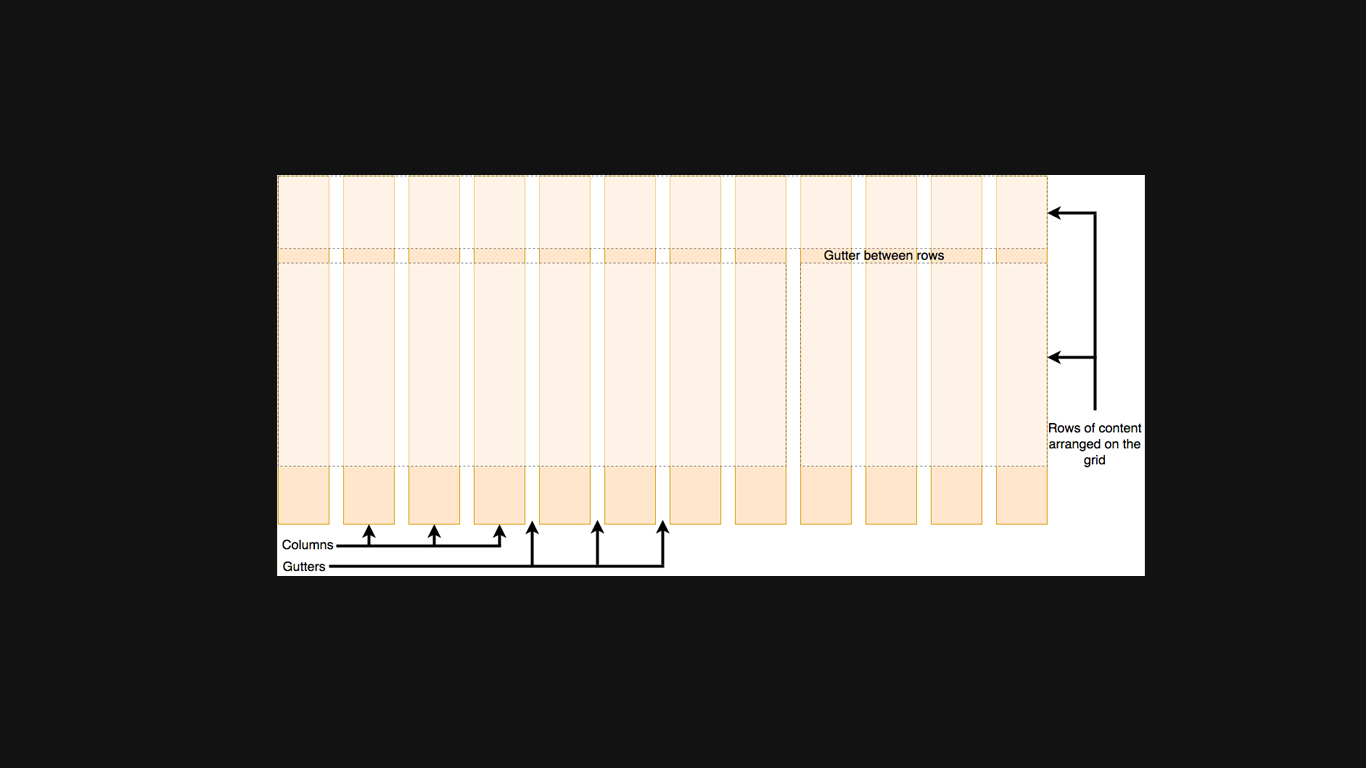 Gutter between rows
Rows of content
arranged on the
grid
Columns
Gutters